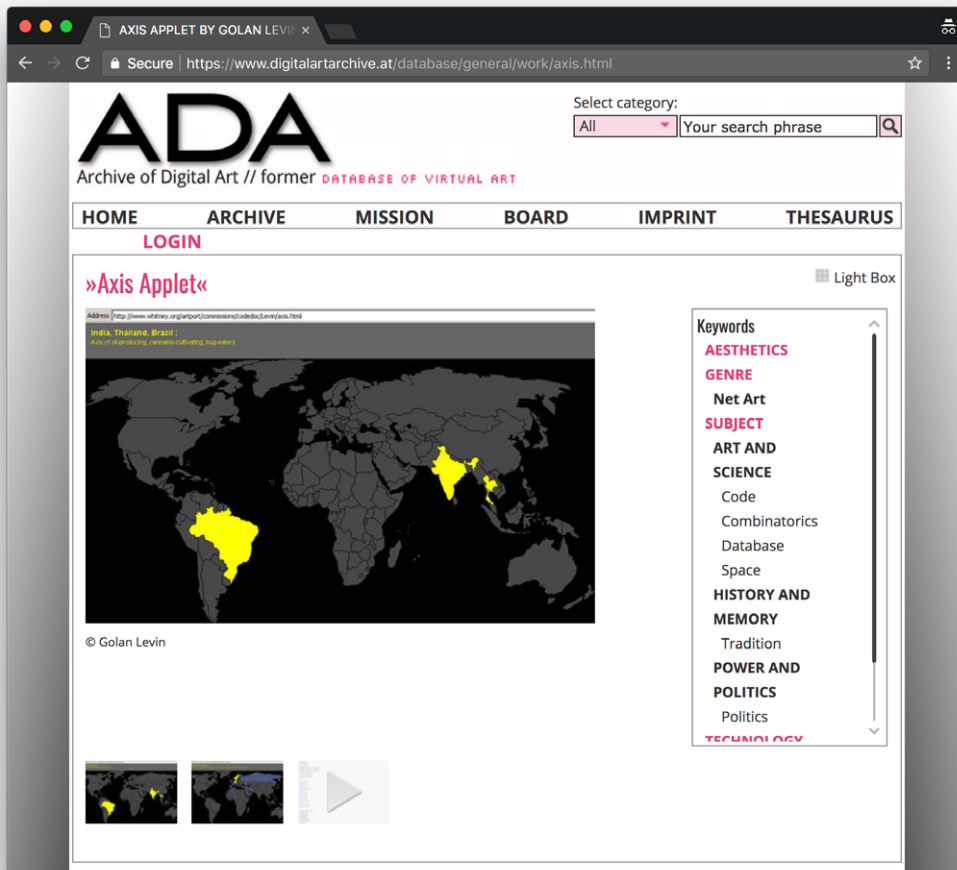 AXIS APPLET BY GOLAN LEVI
Secure | https://www.digitalartarchive.at/database/general/work/axis.html
ADA
Archive of Digital Art // former DATABASE OF VIRTUAL ART
Select category:
All
Your search phrase
HOME ARCHIVE MISSION BOARD IMPRINT THESAURUS
LOGIN
»Axis Applet«
Light Box
Address http://www.whitney.org/artport/commissions/codedoc/Levin/axis.html
India, Thailand, Brazil :
Axis of oil-producing, cannabis-cultivating, bug-eaters
© Golan Levin
Keywords
AESTHETICS
GENRE
Net Art
SUBJECT
ART AND
SCIENCE
Code
Combinatorics
Database
Space
HISTORY AND
MEMORY
Tradition
POWER AND
POLITICS
Politics
TECHNOLOGY